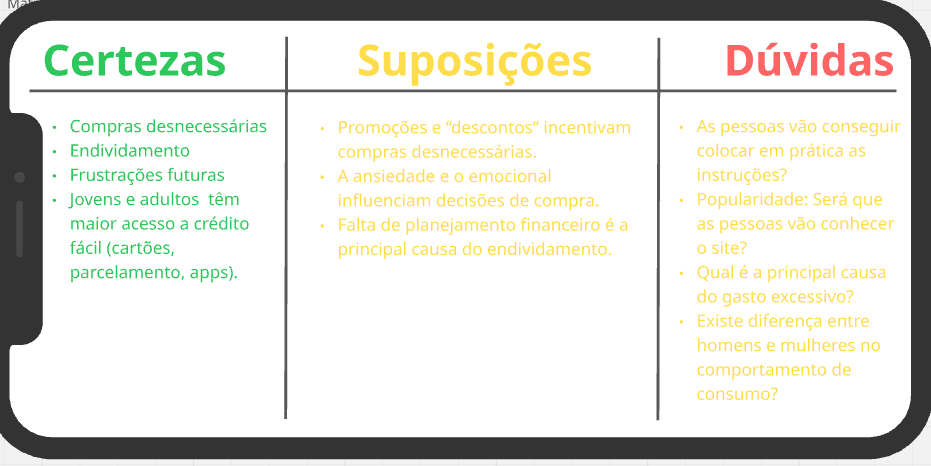 Certezas
Suposições
Dúvidas
• Compras desnecessárias
• Endividamento
• Frustrações futuras
• Jovens e adultos têm
maior acesso a crédito
fácil (cartões,
parcelamento, apps).
• Promoções e “descontos” incentivam
compras desnecessárias.
• A ansiedade e o emocional
influenciam decisões de compra.
• Falta de planejamento financeiro é a
principal causa do endividamento.
• As pessoas vão conseguir
colocar em prática as
instruções?
• Popularidade: Será que
as pessoas vão conhecer
o site?
• Qual é a principal causa
do gasto excessivo?
• Existe diferença entre
homens e mulheres no
comportamento de
consumo?